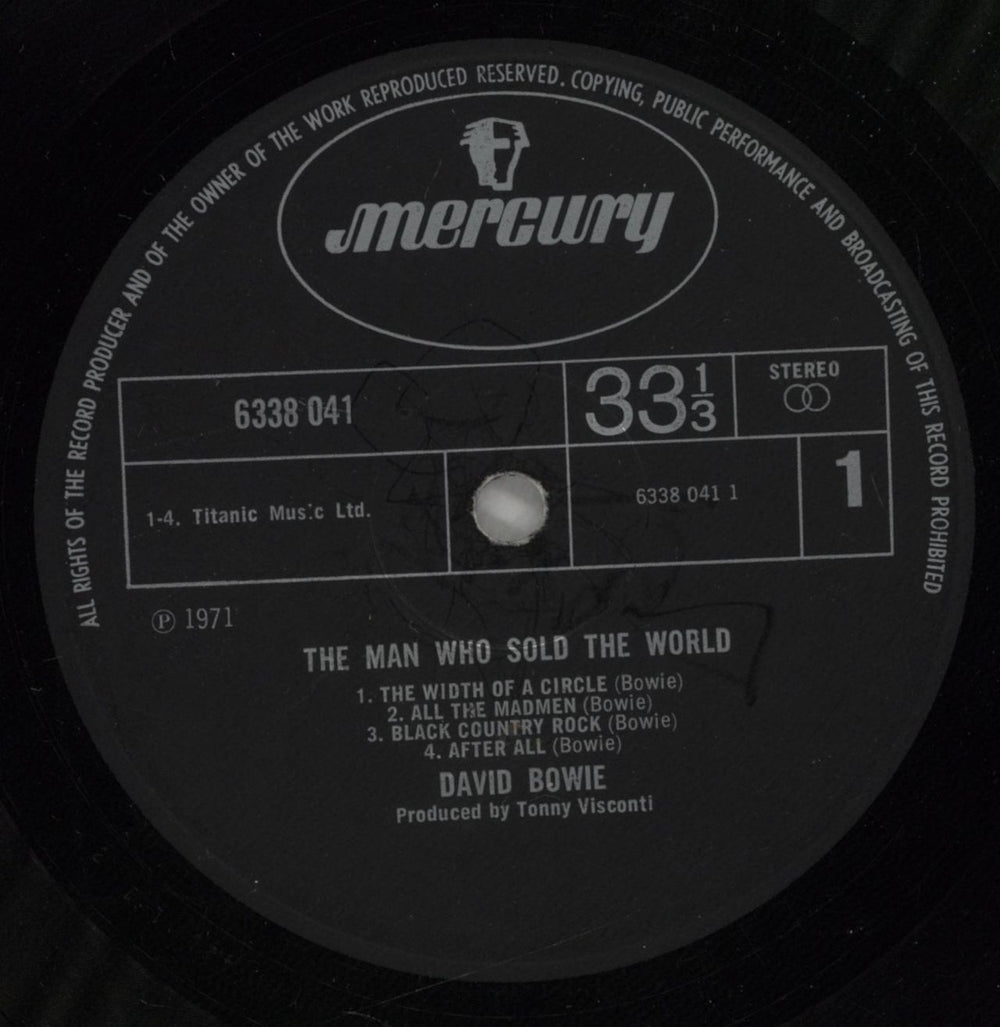 ALL RIGHTS OF THE RECORD PRODUCER AND OF THE OWNER OF THE WORK REPRODUCED RESERVED. COPYING, PUBLIC PERFORMANCE AND BROADCASTING OF THIS RECORD PROHIBITED
mercury
6338 041
33 1/3
STEREO
1-4. Titanic Music Ltd.
6338 041 1
1
Ⓟ 1971
THE MAN WHO SOLD THE WORLD
1. THE WIDTH OF A CIRCLE (Bowie)
2. ALL THE MADMEN (Bowie)
3. BLACK COUNTRY ROCK (Bowie)
4. AFTER ALL (Bowie)
DAVID BOWIE
Produced by Tonny Visconti